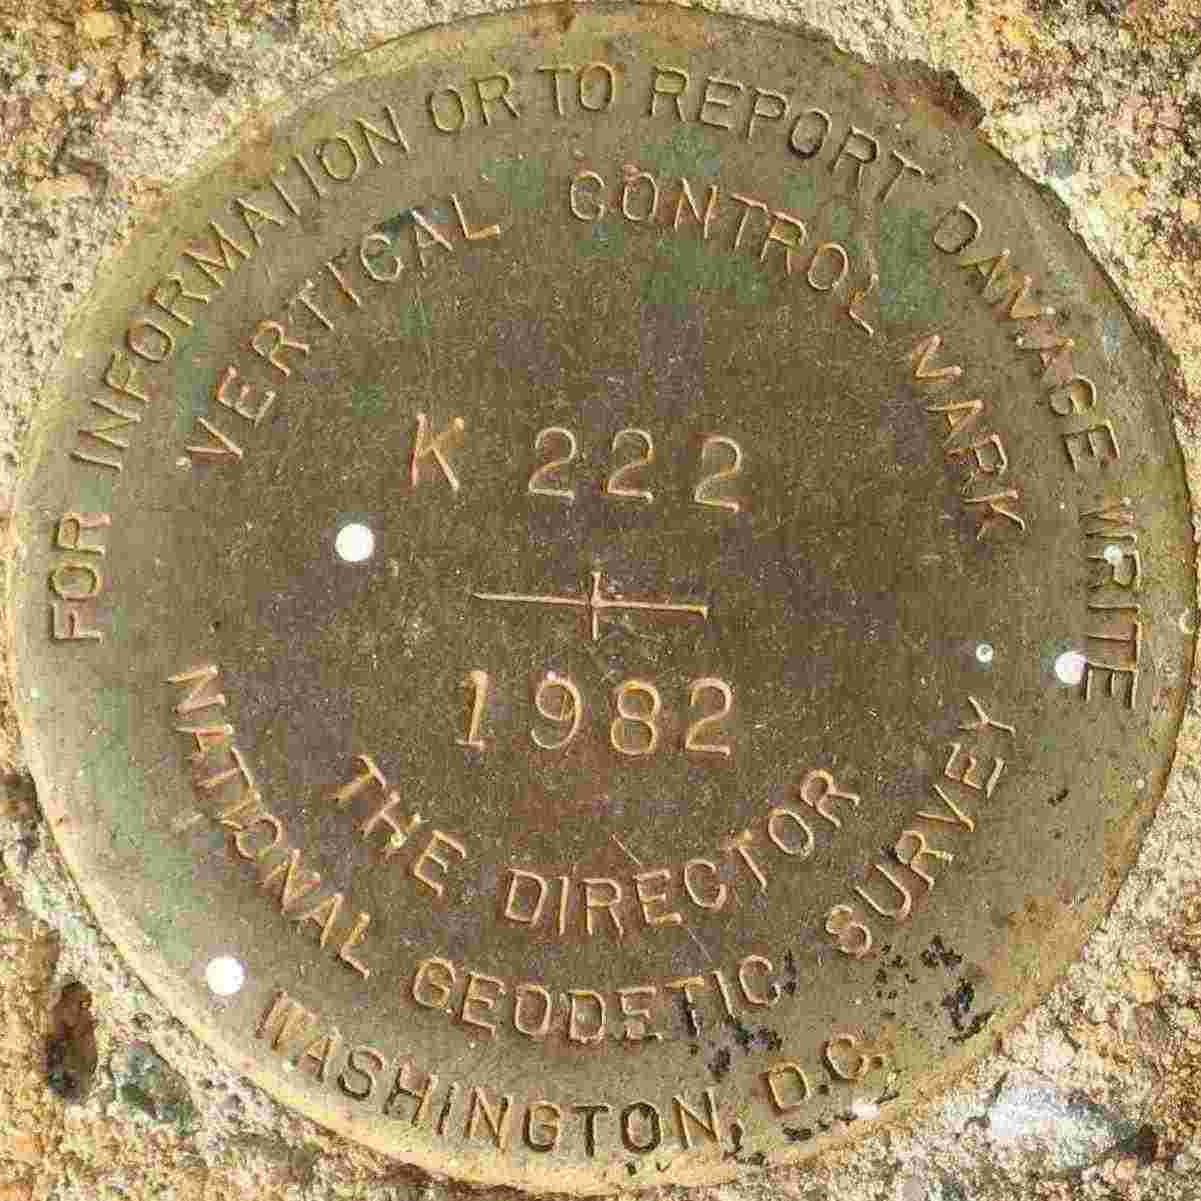 FOR INFORMATION OR TO REPORT DAMAGE WRITE
VERTICAL CONTROL MARK
K 222
1982
THE DIRECTOR
NATIONAL GEODETIC SURVEY
WASHINGTON, D.C.